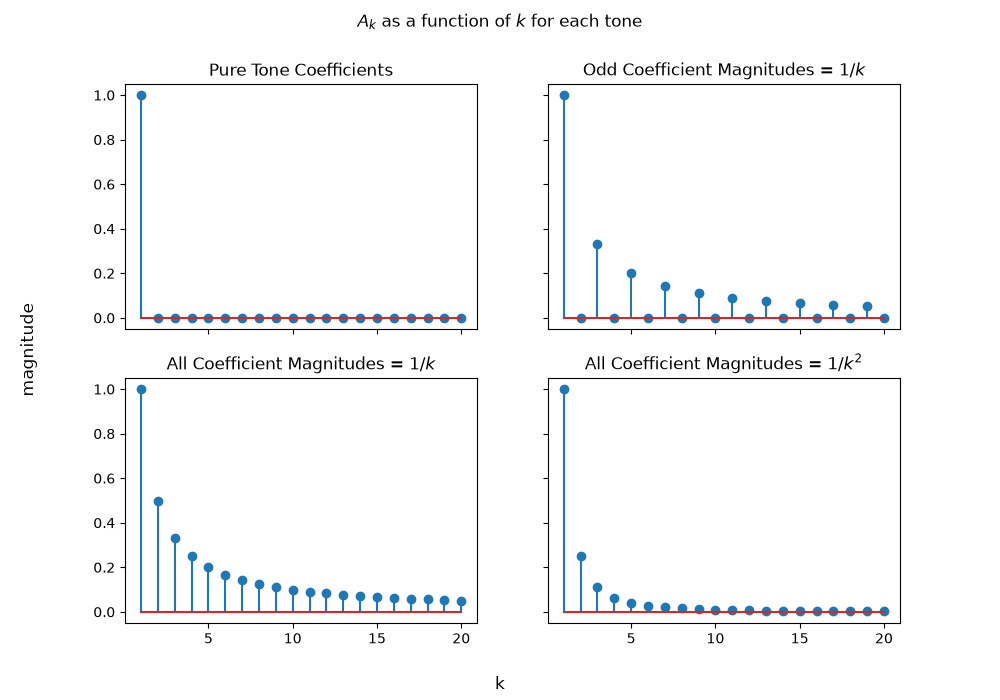 A_k as a function of k for each tone
Pure Tone Coefficients
Odd Coefficient Magnitudes = 1/k
1.0
0.8
0.6
0.4
0.2
0.0
All Coefficient Magnitudes = 1/k
All Coefficient Magnitudes = 1/k²
1.0
0.8
0.6
0.4
0.2
0.0
5 10 15 20
5 10 15 20
magnitude
k